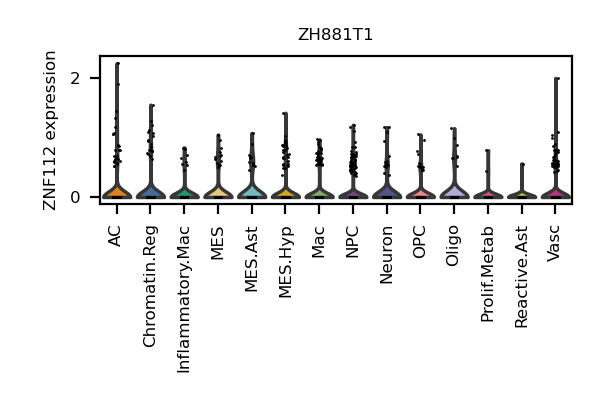 ZH881T1
ZNF112 expression
2
0
AC
Chromatin.Reg
Inflammatory.Mac
MES
MES.Ast
MES.Hyp
Mac
NPC
Neuron
OPC
Oligo
Prolif.Metab
Reactive.Ast
Vasc